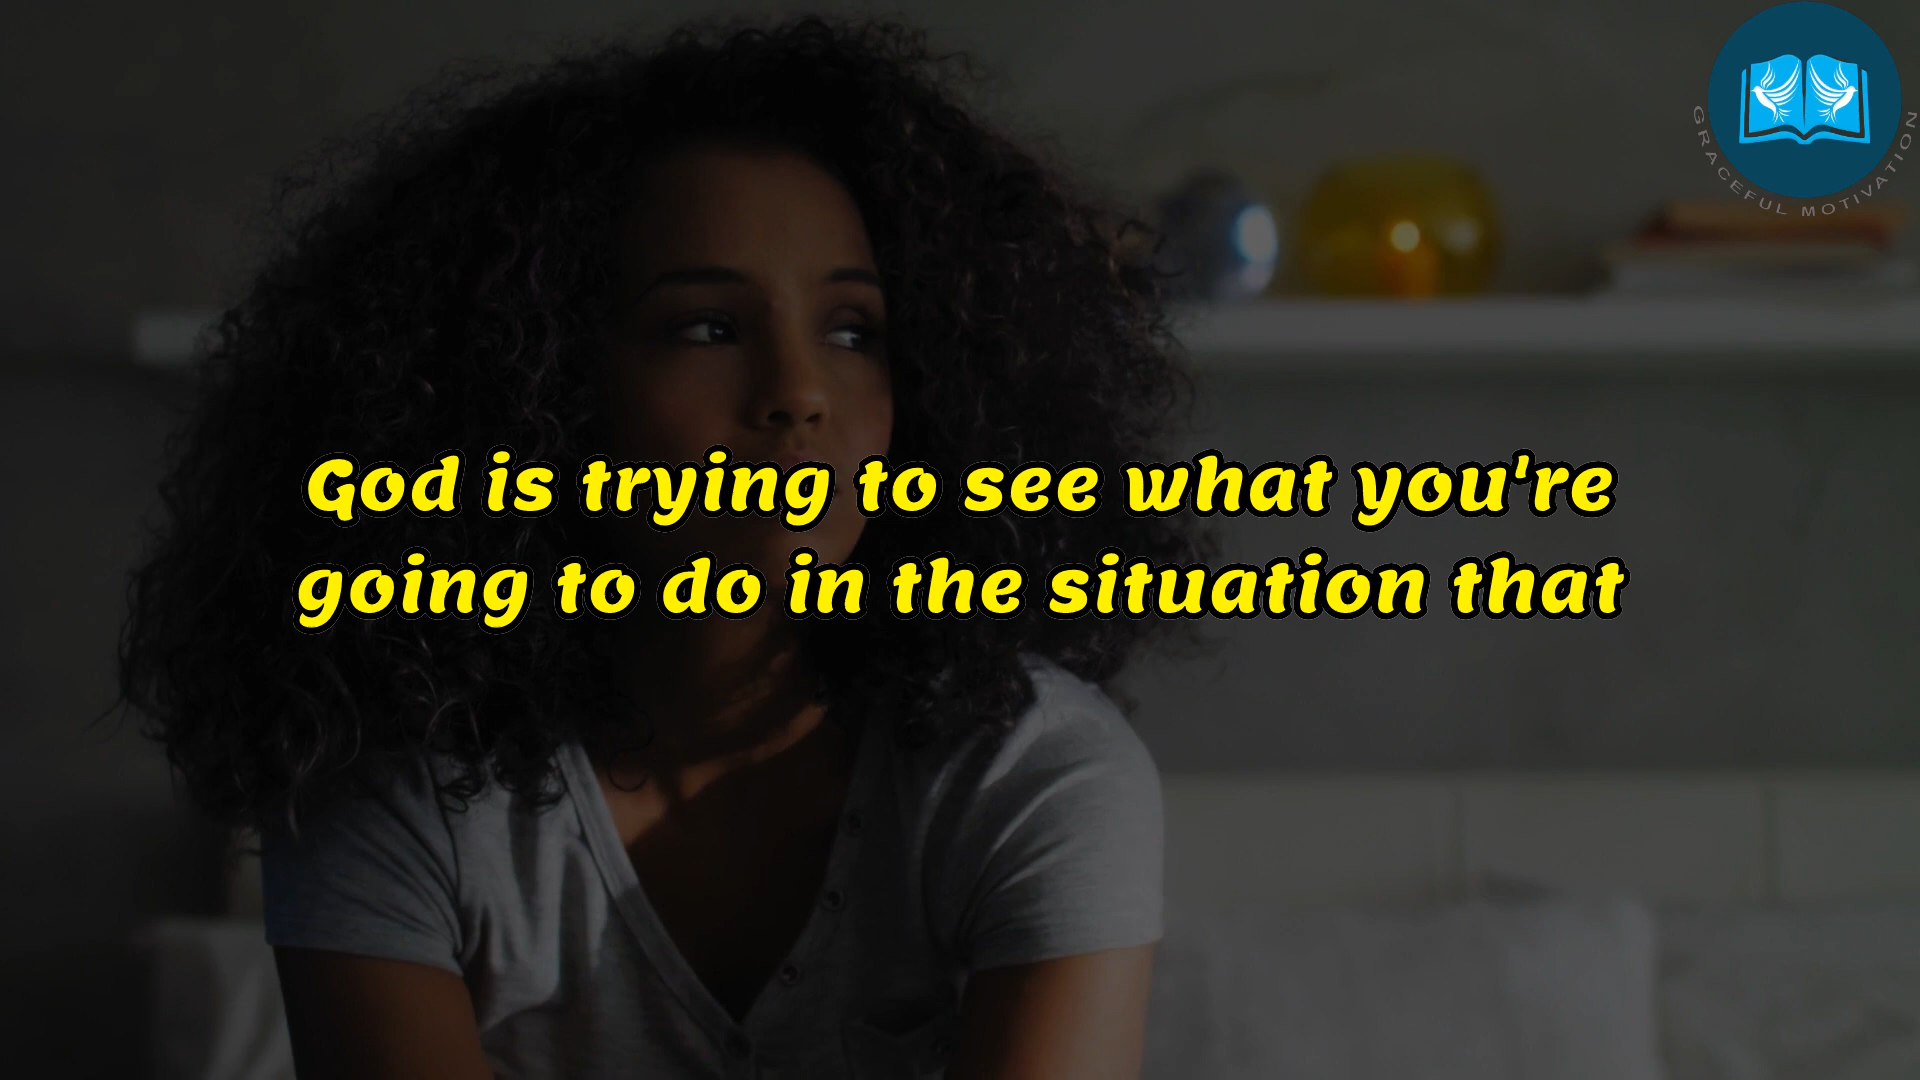 GRACEFUL MOTIVATION
God is trying to see what you're
going to do in the situation that